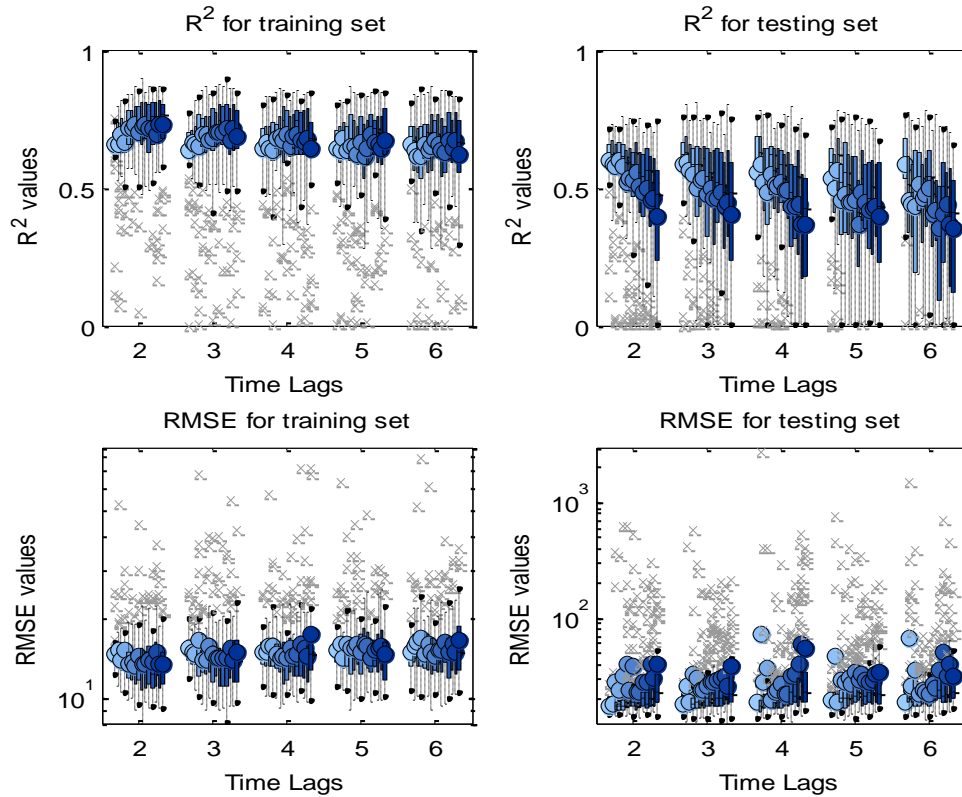 R² for training set
R² for testing set
1
0.5
0
R² values
2 3 4 5 6
Time Lags
1
0.5
0
R² values
2 3 4 5 6
Time Lags
RMSE for training set
RMSE for testing set
10¹
RMSE values
2 3 4 5 6
Time Lags
10³
10²
RMSE values
2 3 4 5 6
Time Lags